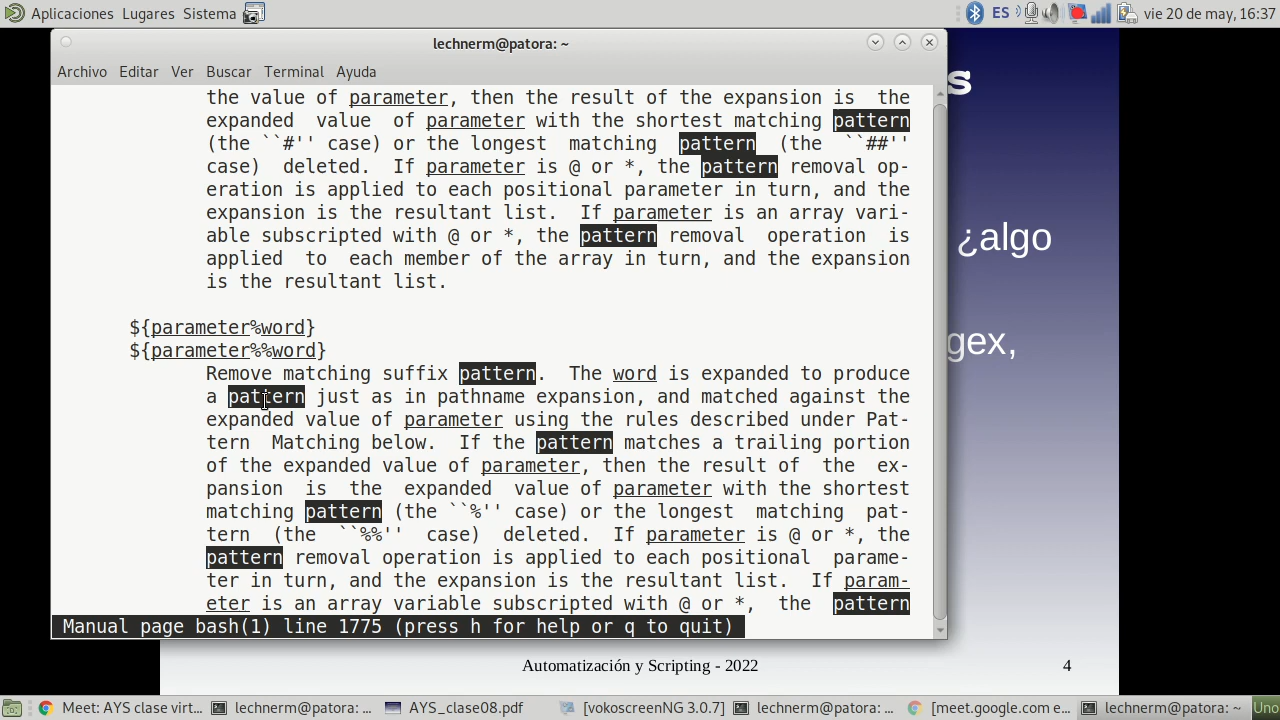 Aplicaciones Lugares Sistema
ES
vie 20 de may, 16:37
lechnerm@patora: ~
Archivo Editar Ver Buscar Terminal Ayuda
the value of parameter, then the result of the expansion is the
expanded value of parameter with the shortest matching pattern
(the ``#'' case) or the longest matching pattern (the ``##''
case) deleted. If parameter is @ or *, the pattern removal op-
eration is applied to each positional parameter in turn, and the
expansion is the resultant list. If parameter is an array vari-
able subscripted with @ or *, the pattern removal operation is
applied to each member of the array in turn, and the expansion
is the resultant list.
${parameter%word}
${parameter%%word}
Remove matching suffix pattern. The word is expanded to produce
a pattern just as in pathname expansion, and matched against the
expanded value of parameter using the rules described under Pat-
tern Matching below. If the pattern matches a trailing portion
of the expanded value of parameter, then the result of the ex-
pansion is the expanded value of parameter with the shortest
matching pattern (the ``%'' case) or the longest matching pat-
tern (the ``%%'' case) deleted. If parameter is @ or *, the
pattern removal operation is applied to each positional parame-
ter in turn, and the expansion is the resultant list. If param-
eter is an array variable subscripted with @ or *, the pattern
Manual page bash(1) line 1775 (press h for help or q to quit)
s
¿algo
gex,
Automatización y Scripting - 2022
4
Meet: AYS clase virt... lechnerm@patora: ... AYS_clase08.pdf [vokoscreenNG 3.0.7] lechnerm@patora: ... [meet.google.com e... lechnerm@patora: ~ Uno